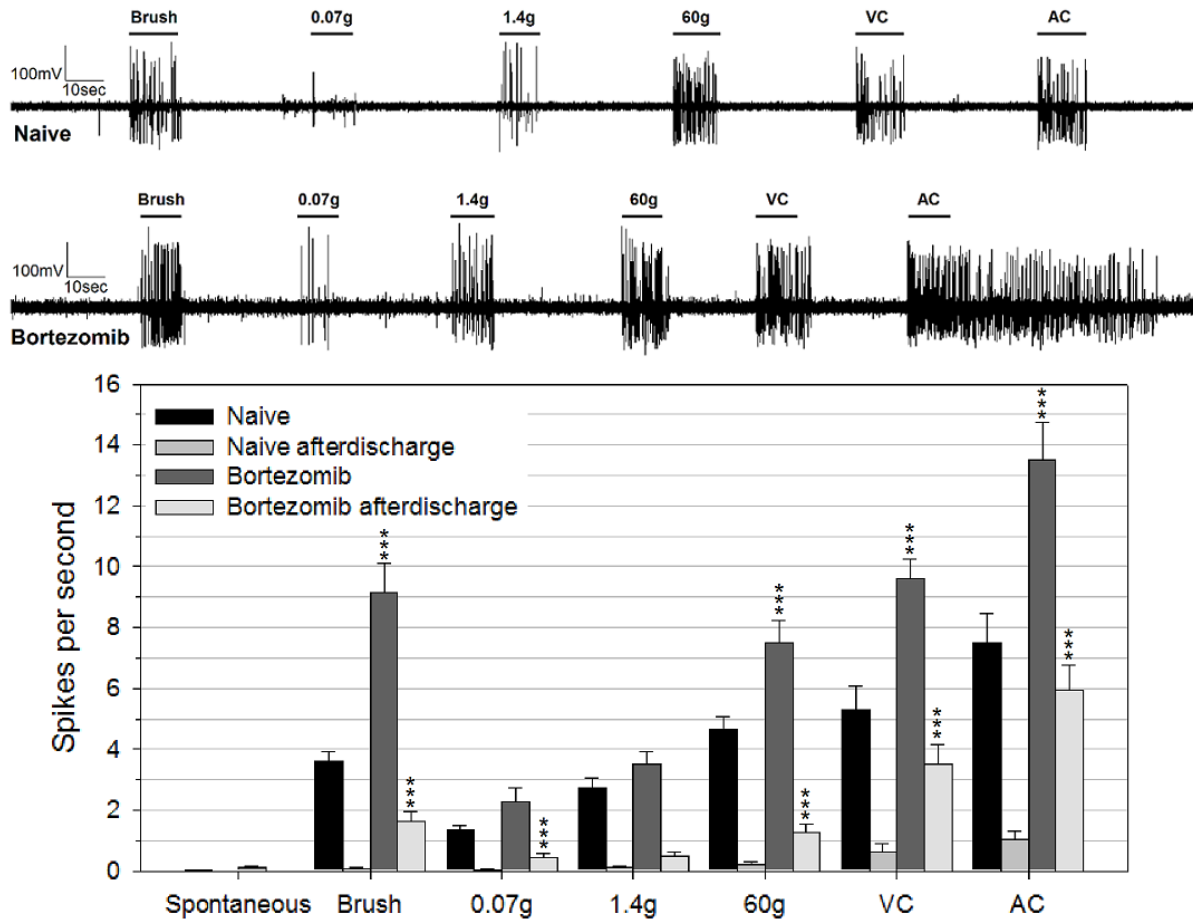 Brush 0.07g 1.4g 60g VC AC
100mV
10sec
Naive
Brush 0.07g 1.4g 60g VC AC
100mV
10sec
Bortezomib
16
14
12
10
8
6
4
2
0
Spikes per second
Naive
Naive afterdischarge
Bortezomib
Bortezomib afterdischarge
***
***
***
***
***
***
***
***
***
Spontaneous Brush 0.07g 1.4g 60g VC AC